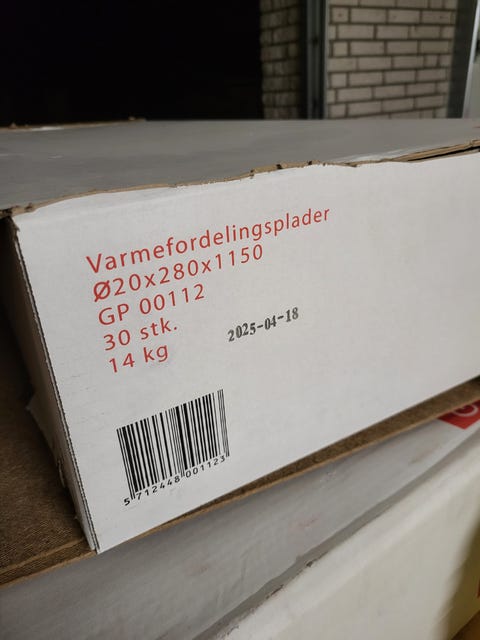 Varmefordelingsplader
Ø20x280x1150
GP 00112
30 stk.
14 kg
2025-04-18
5 712448 001123